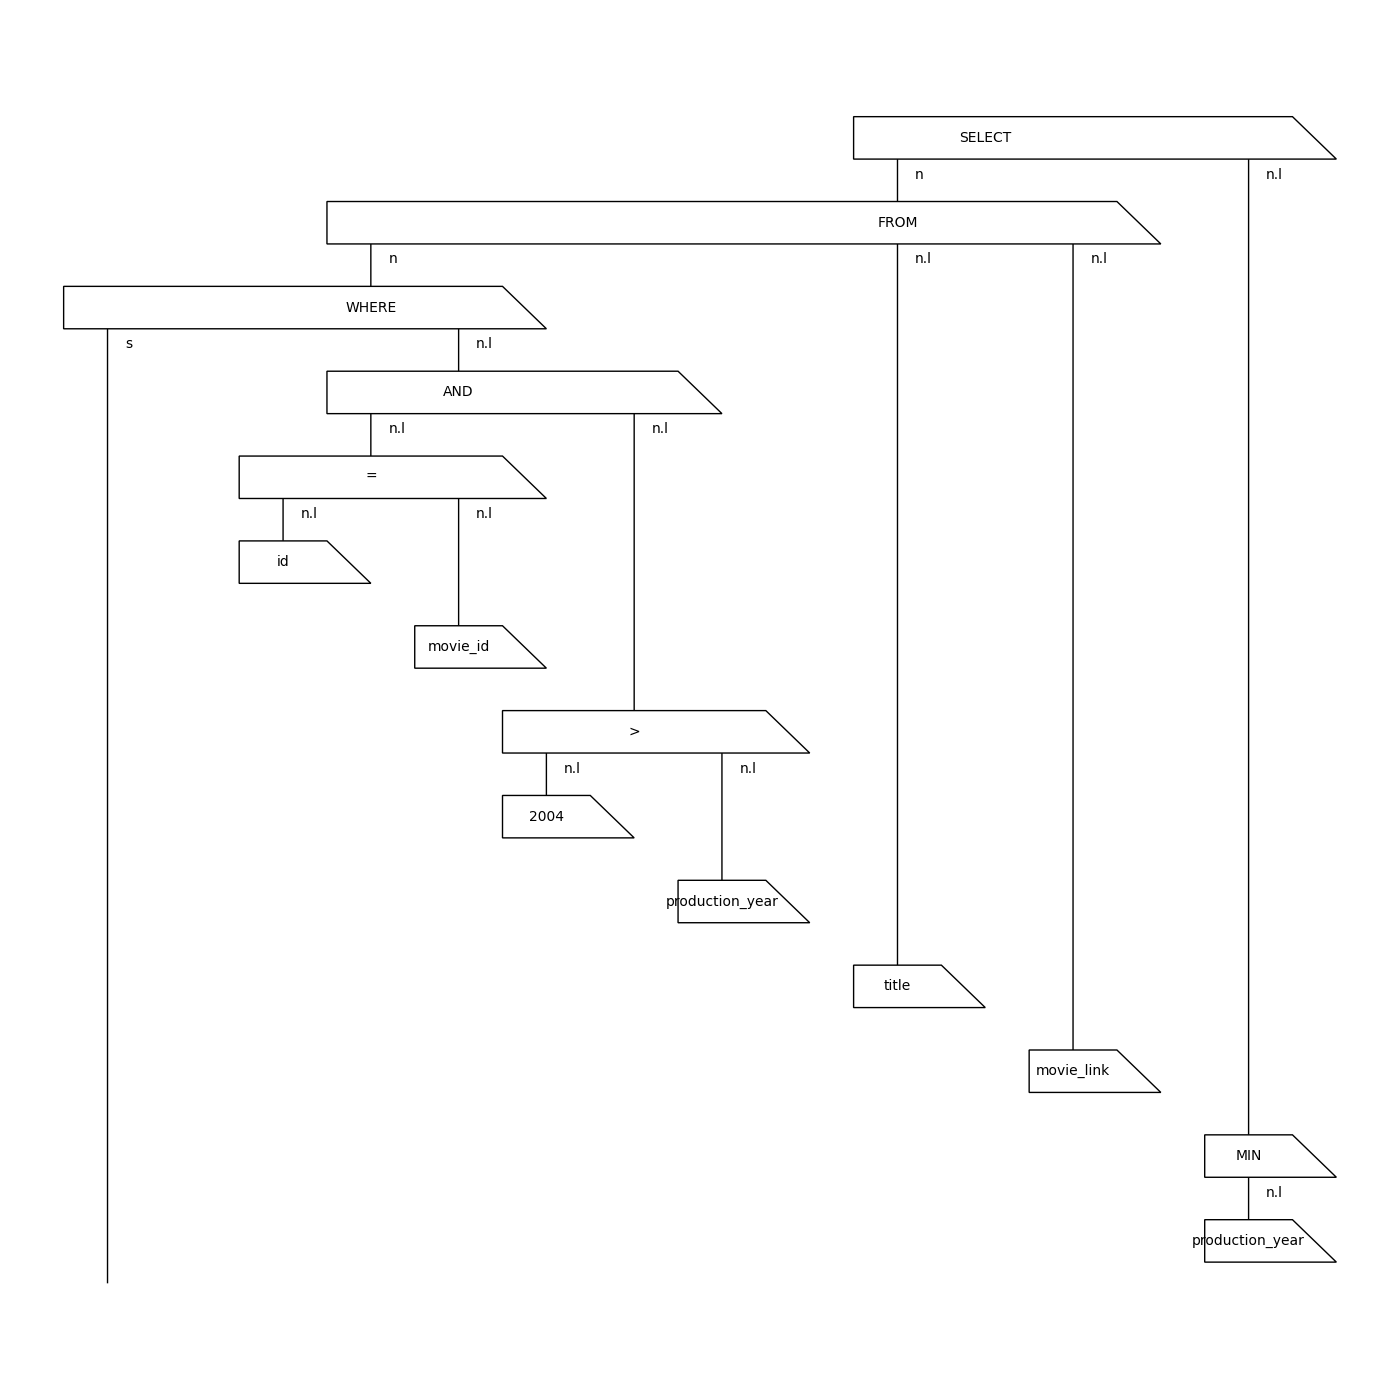 SELECT
n n.l
FROM
n n.l n.l
WHERE
s n.l
AND
n.l n.l
=
n.l n.l
id
movie_id
>
n.l n.l
2004
production_year
title
movie_link
MIN
n.l
production_year